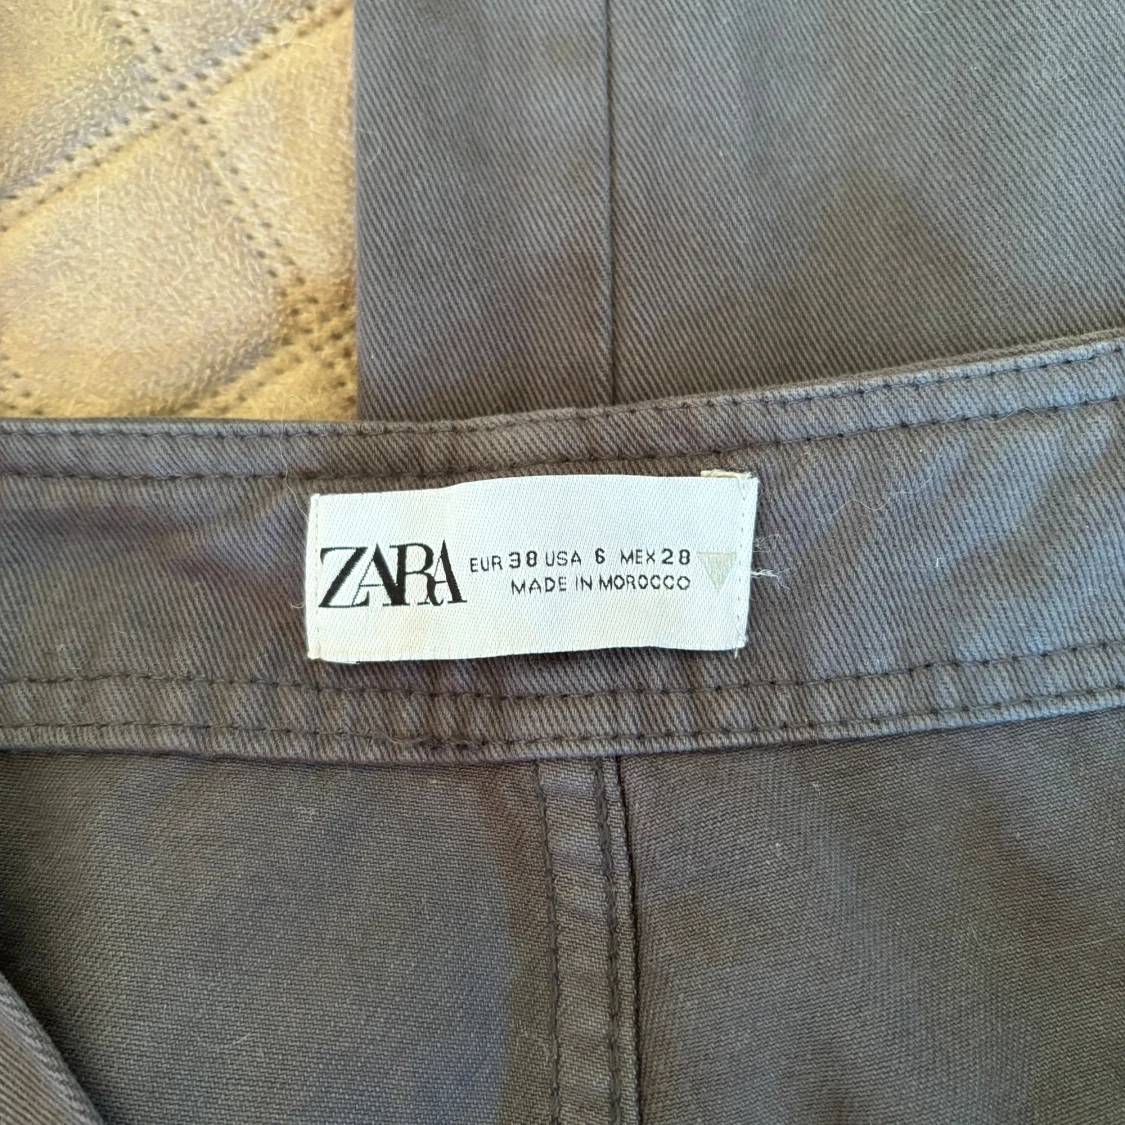 ZARA
EUR 38 USA 6 MEX 28
MADE IN MOROCCO